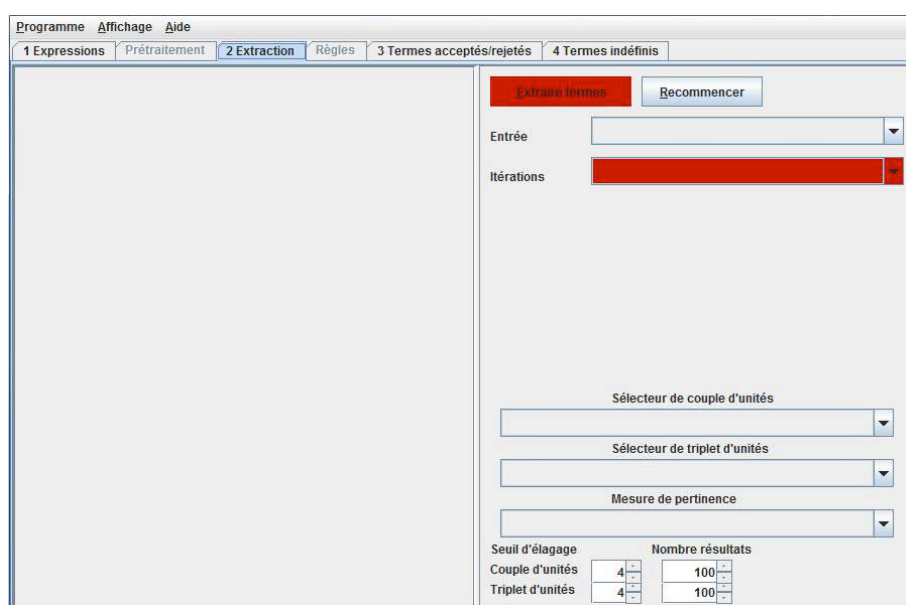 Programme Affichage Aide
1 Expressions Prétraitement 2 Extraction Règles 3 Termes acceptés/rejetés 4 Termes indéfinis
Extraire termes Recommencer
Entrée
Itérations
Sélecteur de couple d'unités
Sélecteur de triplet d'unités
Mesure de pertinence
Seuil d'élagage Nombre résultats
Couple d'unités 4 100
Triplet d'unités 4 100